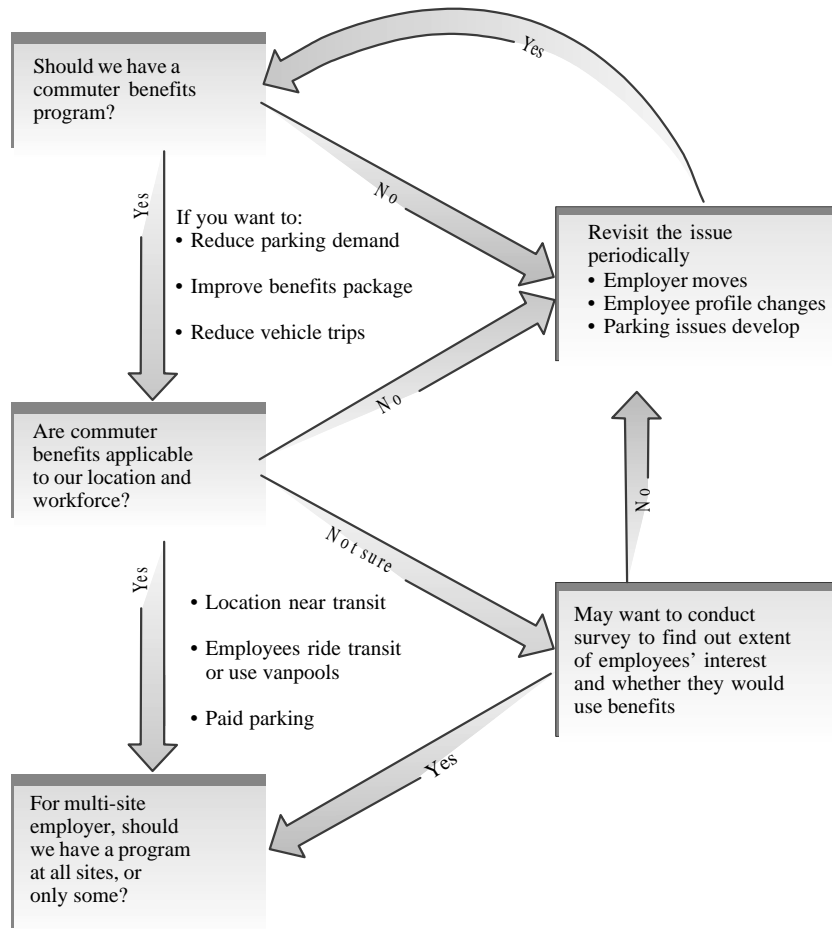 Should we have a
commuter benefits
program?
Yes
No
Yes
If you want to:
• Reduce parking demand
• Improve benefits package
• Reduce vehicle trips
Revisit the issue
periodically
• Employer moves
• Employee profile changes
• Parking issues develop
Are commuter
benefits applicable
to our location and
workforce?
No
Not sure
No
Yes
• Location near transit
• Employees ride transit
or use vanpools
• Paid parking
May want to conduct
survey to find out extent
of employees’ interest
and whether they would
use benefits
Yes
For multi-site
employer, should
we have a program
at all sites, or
only some?